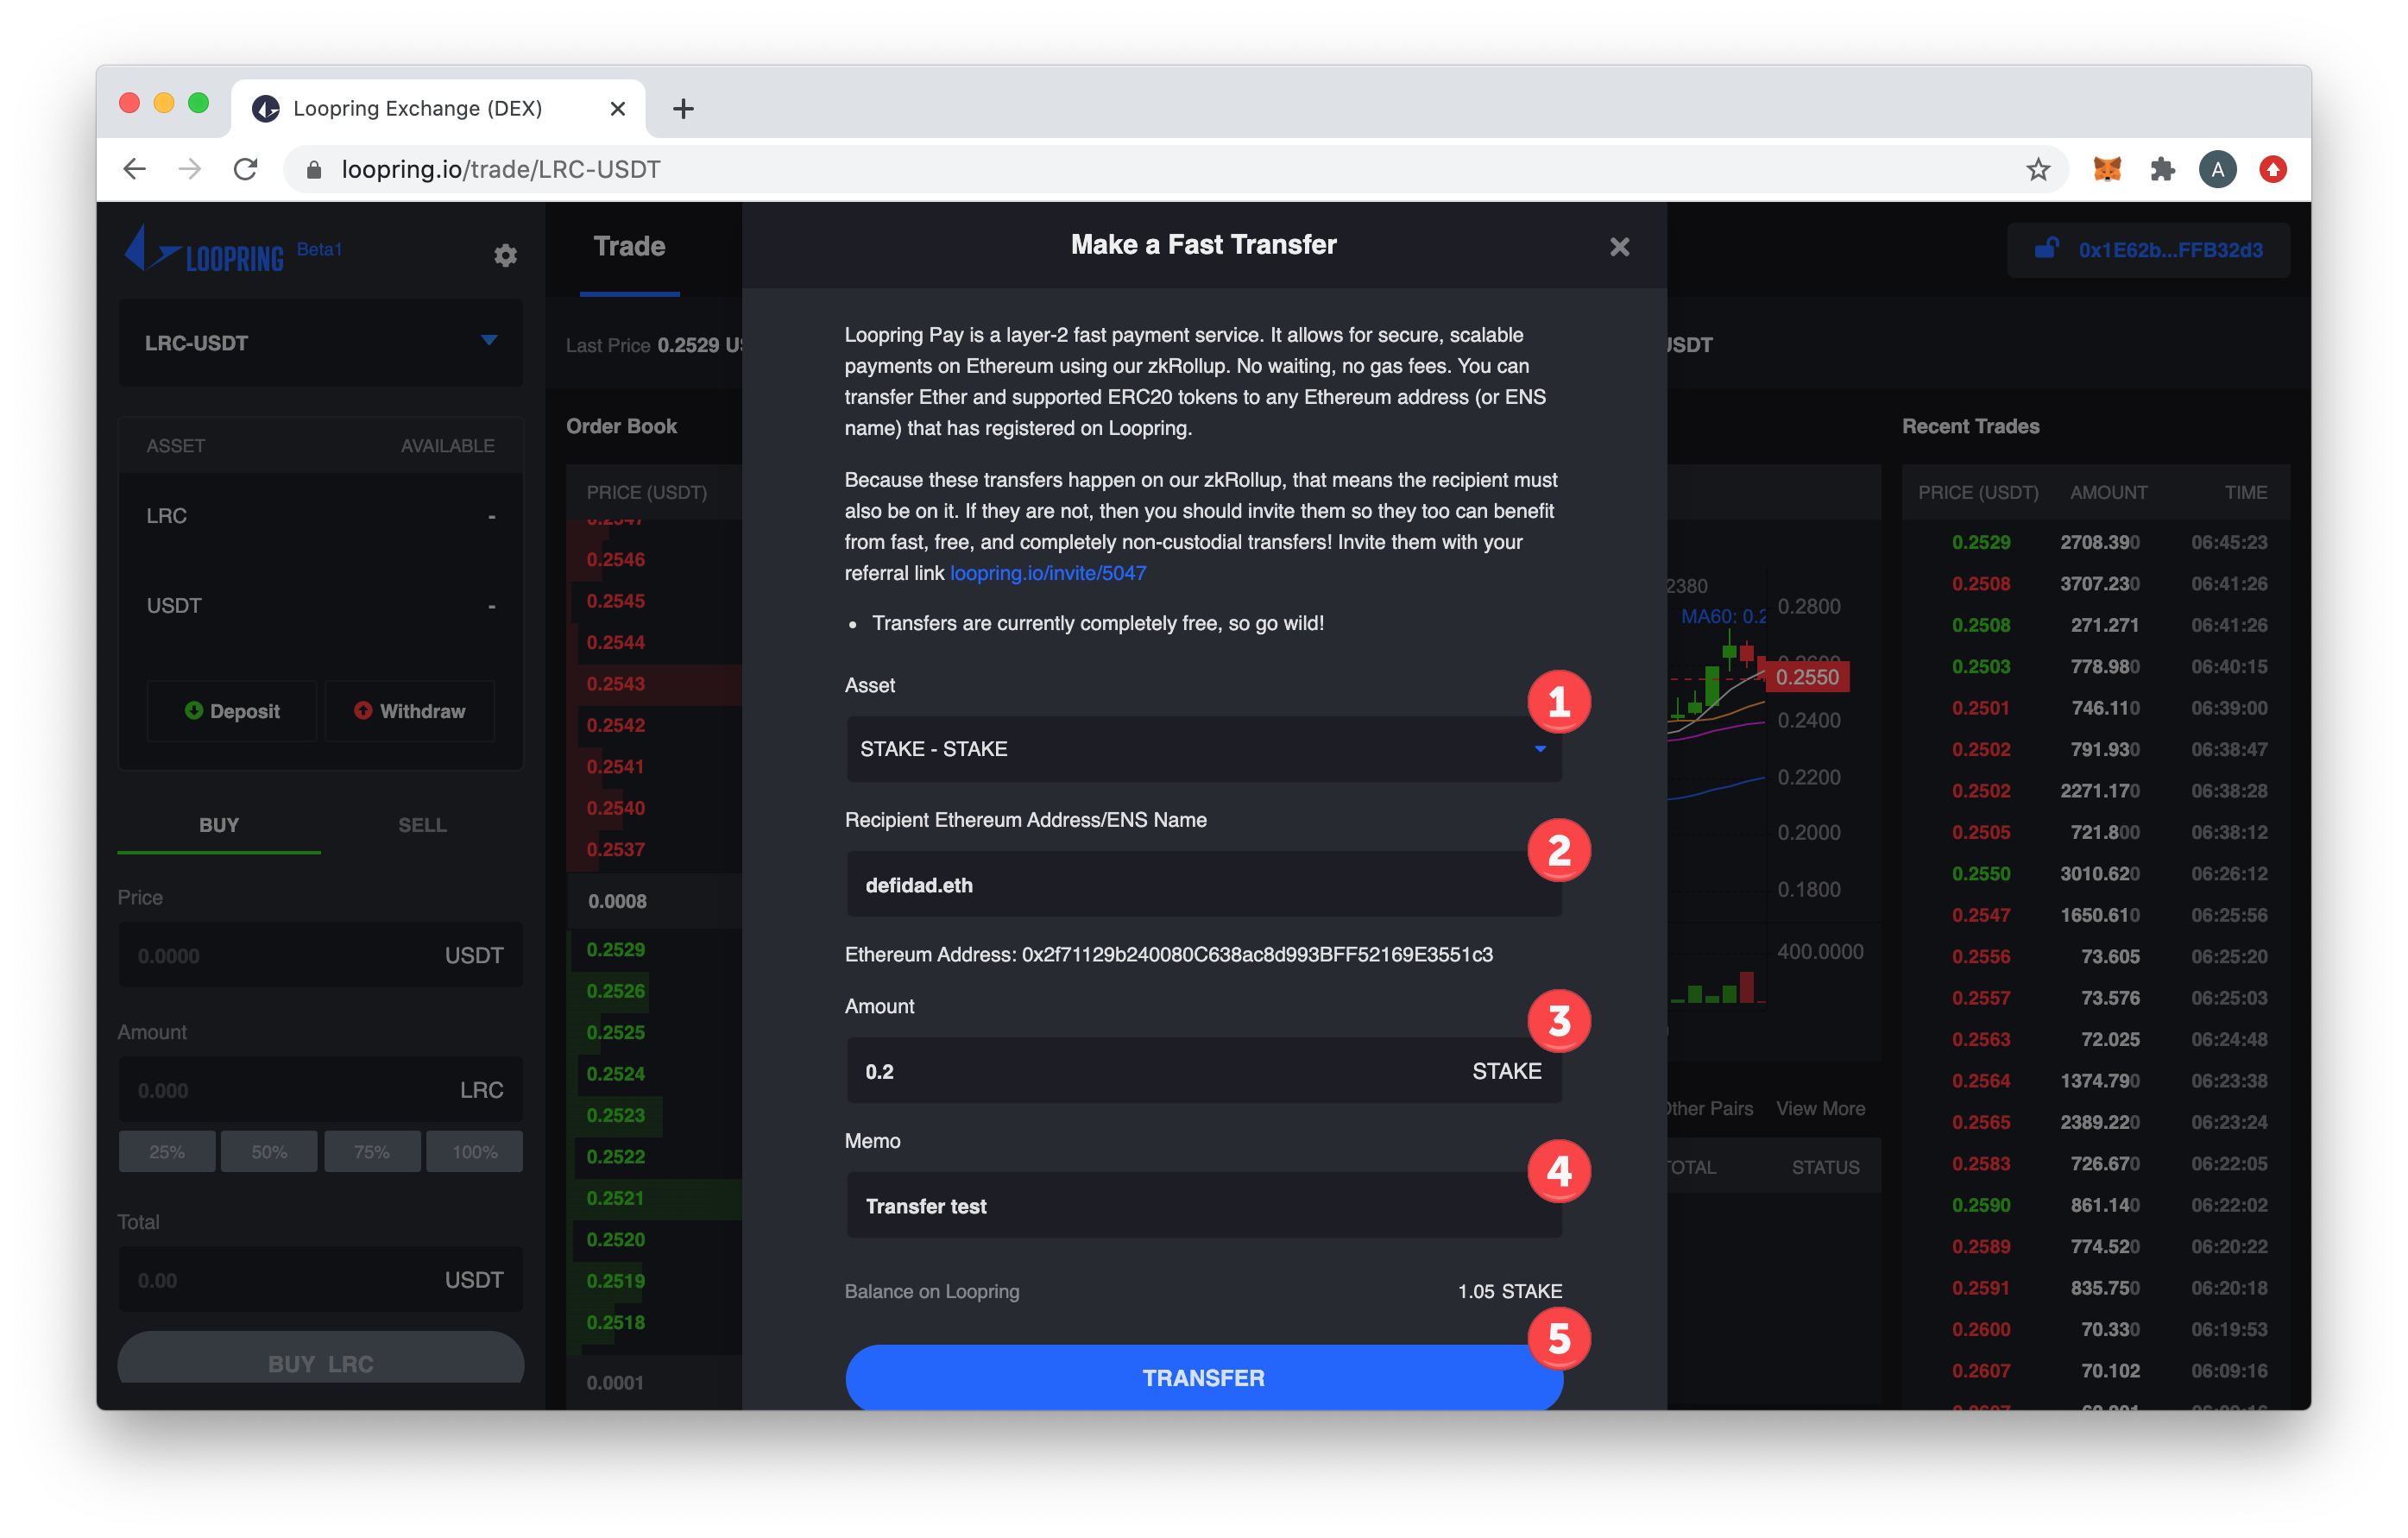 Loopring Exchange (DEX)
loopring.io/trade/LRC-USDT
A
LOOPRING Beta1
LRC-USDT
ASSET AVAILABLE
LRC -
USDT -
Deposit Withdraw
BUY SELL
Price
0.0000 USDT
Amount
0.000 LRC
25% 50% 75% 100%
Total
0.00 USDT
BUY LRC
Trade
Last Price 0.2529
Order Book
PRICE (USDT)
0.2547
0.2546
0.2545
0.2544
0.2543
0.2542
0.2541
0.2540
0.2537
0.0008
0.2529
0.2526
0.2525
0.2524
0.2523
0.2522
0.2521
0.2520
0.2519
0.2518
0.0001
Make a Fast Transfer
Loopring Pay is a layer-2 fast payment service. It allows for secure, scalable
payments on Ethereum using our zkRollup. No waiting, no gas fees. You can
transfer Ether and supported ERC20 tokens to any Ethereum address (or ENS
name) that has registered on Loopring.
Because these transfers happen on our zkRollup, that means the recipient must
also be on it. If they are not, then you should invite them so they too can benefit
from fast, free, and completely non-custodial transfers! Invite them with your
referral link loopring.io/invite/5047
• Transfers are currently completely free, so go wild!
Asset
1
STAKE - STAKE
Recipient Ethereum Address/ENS Name
2
defidad.eth
Ethereum Address: 0x2f71129b240080C638ac8d993BFF52169E3551c3
Amount
3
0.2 STAKE
Memo
4
Transfer test
Balance on Loopring 1.05 STAKE
5
TRANSFER
0x1E62b...FFB32d3
USDT
2380
MA60: 0.2
0.2800
0.2600
0.2550
0.2400
0.2200
0.2000
0.1800
400.0000
Other Pairs View More
TOTAL STATUS
Recent Trades
PRICE (USDT) AMOUNT TIME
0.2529 2708.390 06:45:23
0.2508 3707.230 06:41:26
0.2508 271.271 06:41:26
0.2503 778.980 06:40:15
0.2501 746.110 06:39:00
0.2502 791.930 06:38:47
0.2502 2271.170 06:38:28
0.2505 721.800 06:38:12
0.2550 3010.620 06:26:12
0.2547 1650.610 06:25:56
0.2556 73.605 06:25:20
0.2557 73.576 06:25:03
0.2563 72.025 06:24:48
0.2564 1374.790 06:23:38
0.2565 2389.220 06:23:24
0.2583 726.670 06:22:05
0.2590 861.140 06:22:02
0.2589 774.520 06:20:22
0.2591 835.750 06:20:18
0.2600 70.330 06:19:53
0.2607 70.102 06:09:16